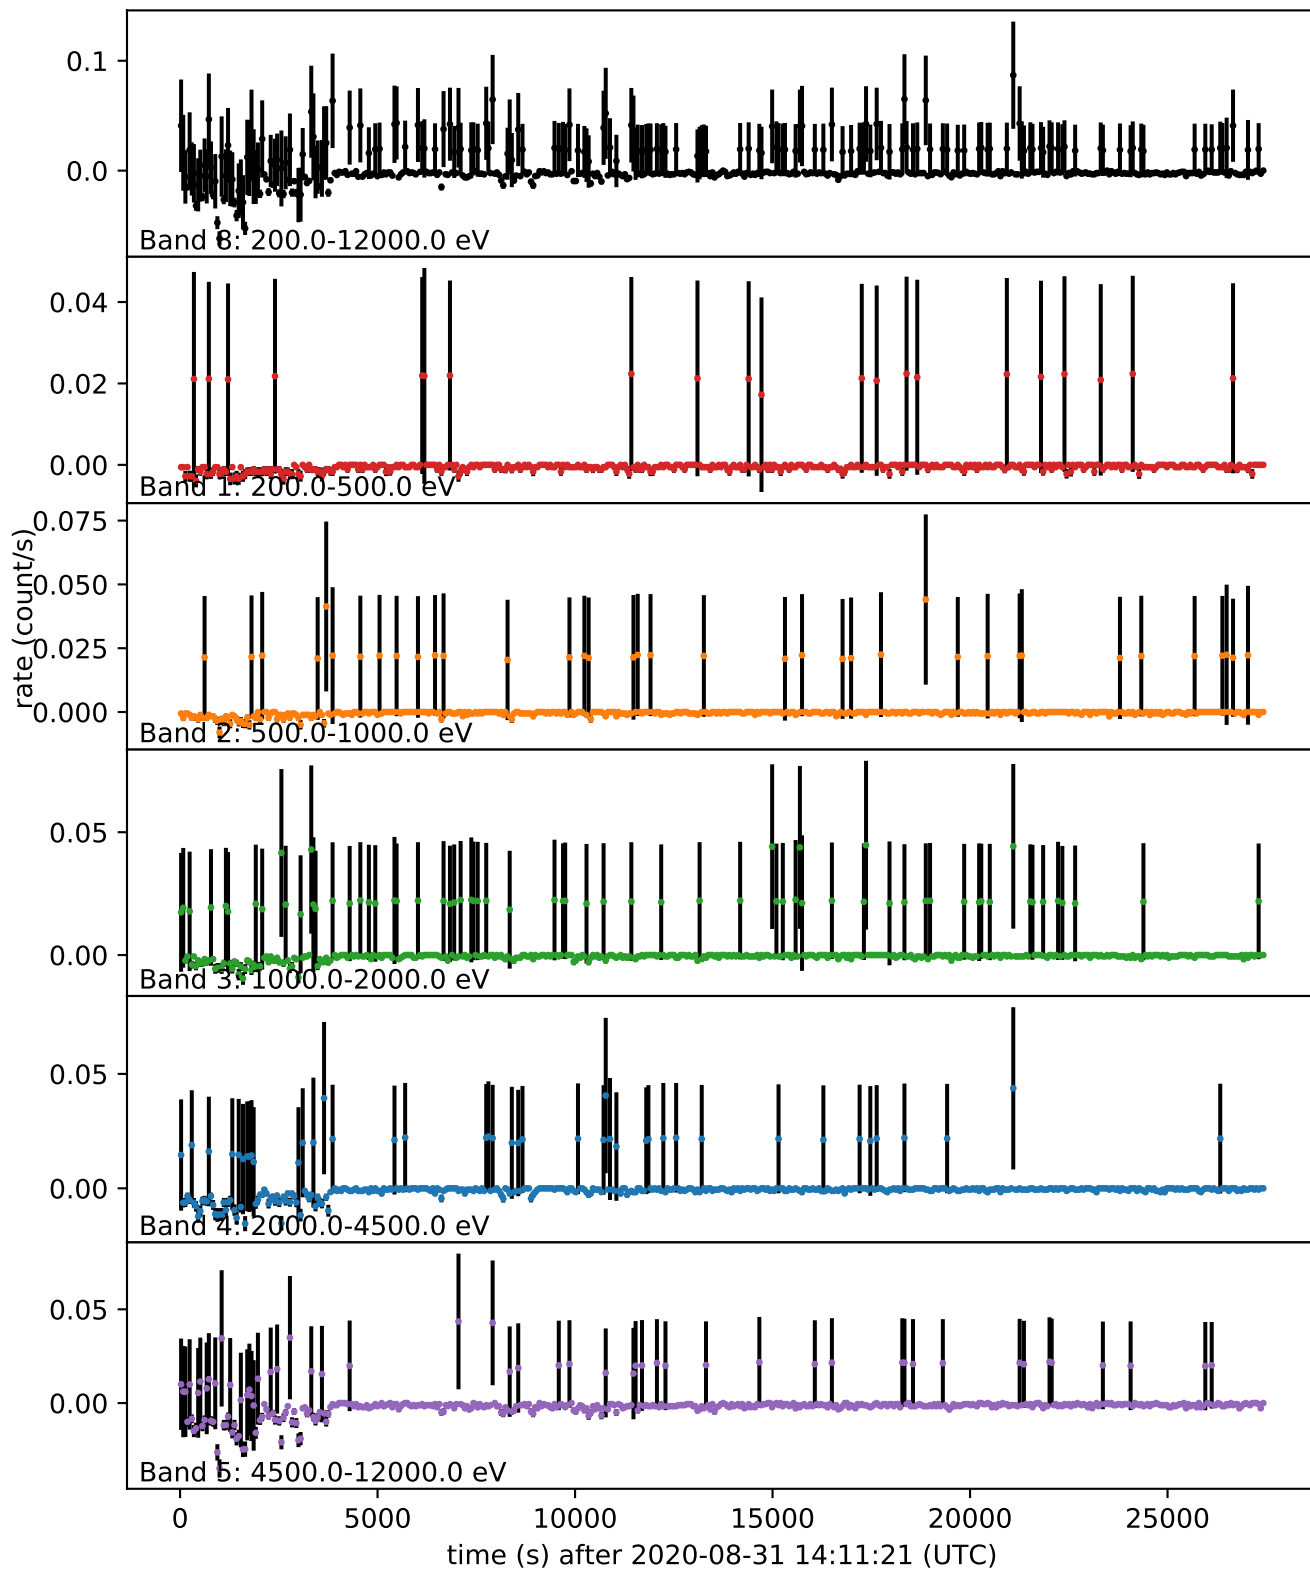 0.1
0.0
Band 8: 200.0-12000.0 eV
0.04
0.02
0.00
Band 1: 200.0-500.0 eV
rate (count/s)
0.075
0.050
0.025
0.000
Band 2: 500.0-1000.0 eV
0.05
0.00
Band 3: 1000.0-2000.0 eV
0.05
0.00
Band 4: 2000.0-4500.0 eV
0.05
0.00
Band 5: 4500.0-12000.0 eV
0 5000 10000 15000 20000 25000
time (s) after 2020-08-31 14:11:21 (UTC)